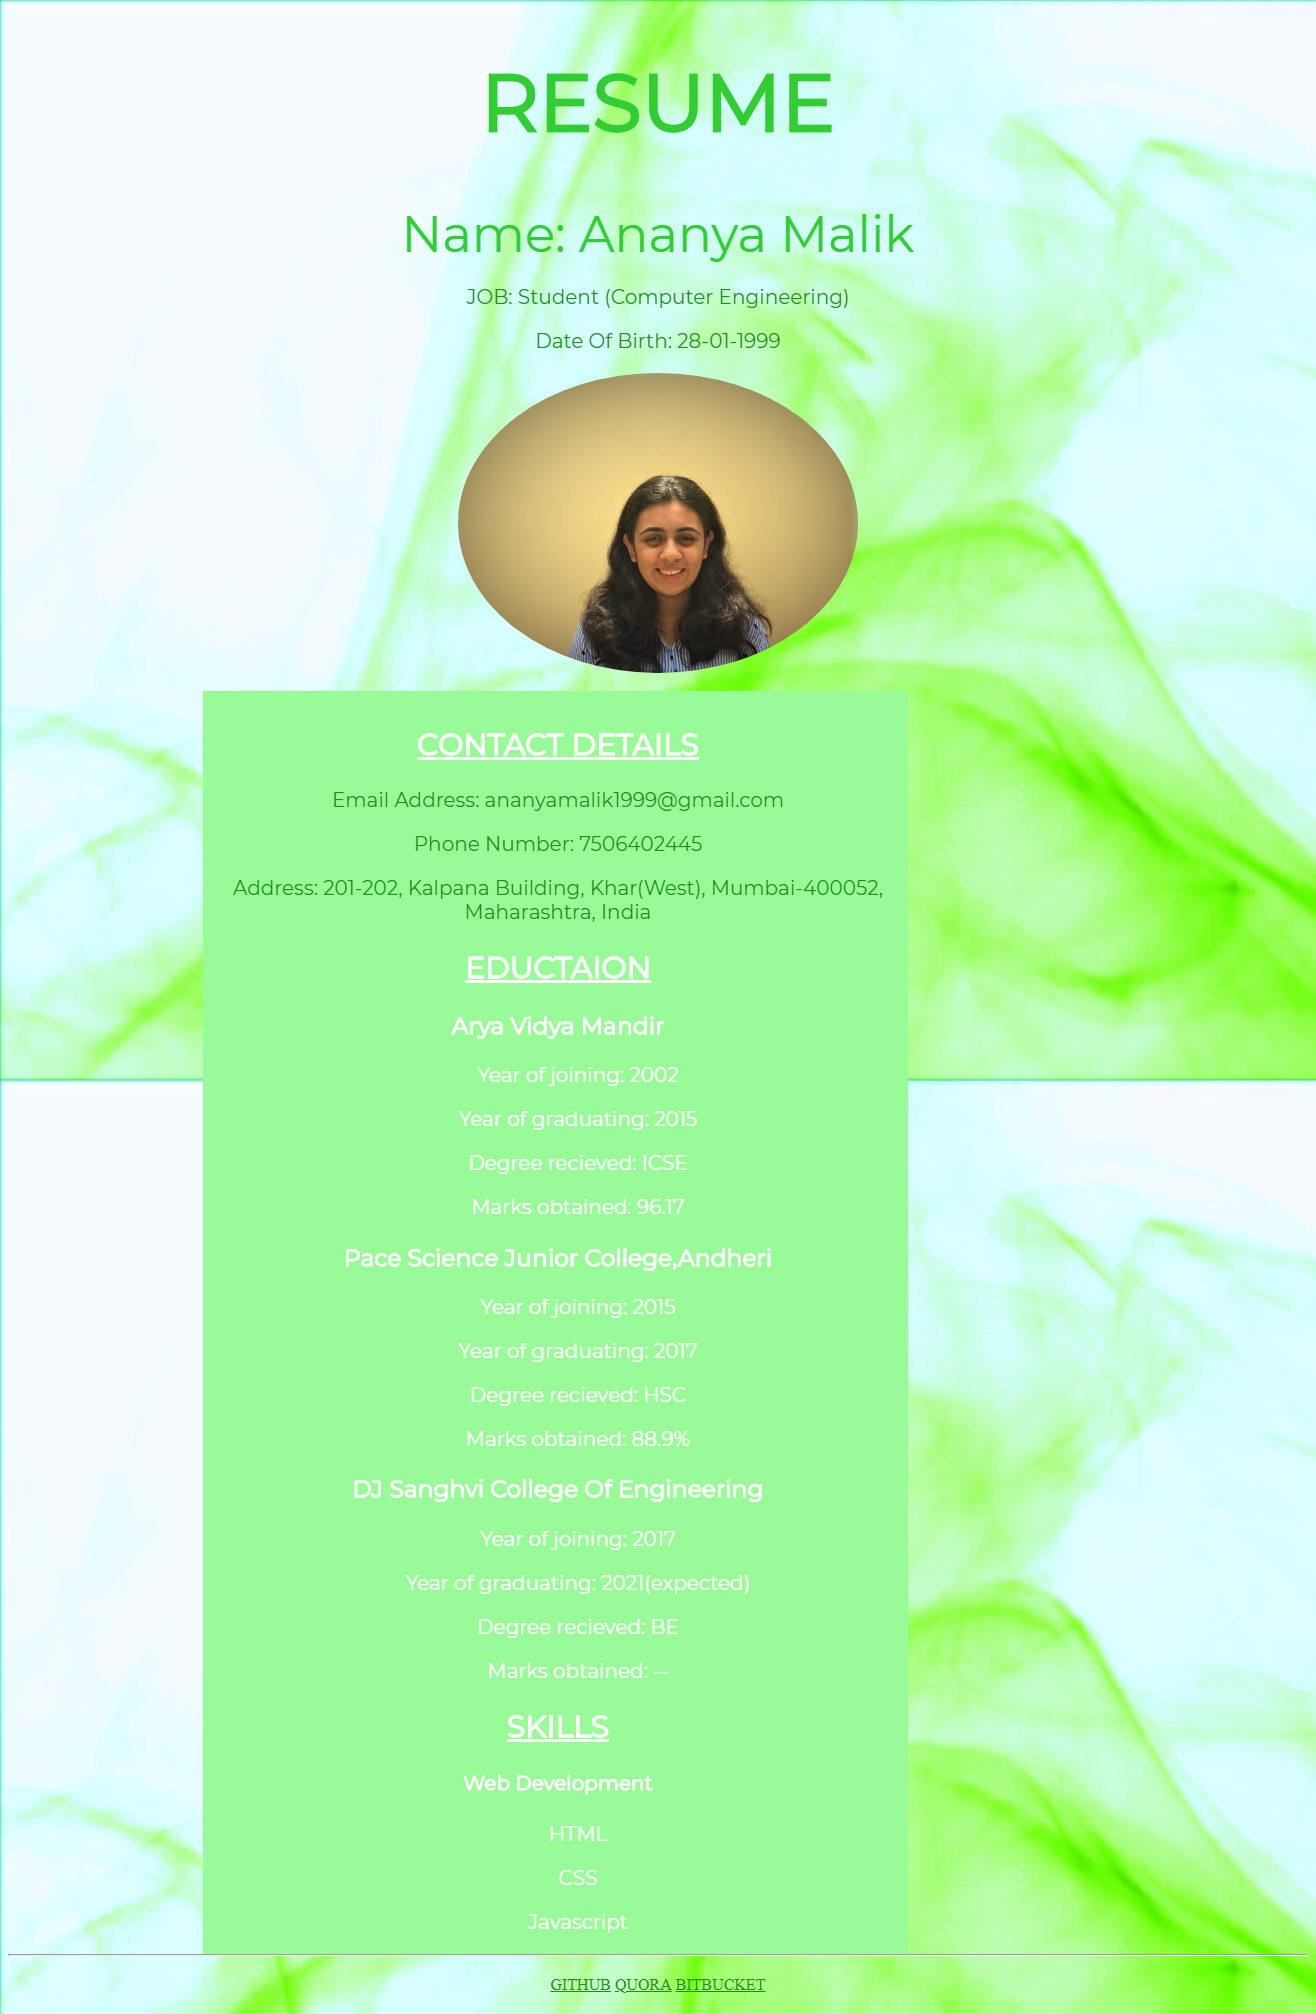 RESUME
Name: Ananya Malik
JOB: Student (Computer Engineering)
Date Of Birth: 28-01-1999
CONTACT DETAILS
Email Address: ananyamalik1999@gmail.com
Phone Number: 7506402445
Address: 201-202, Kalpana Building, Khar(West), Mumbai-400052,
Maharashtra, India
EDUCTAION
Arya Vidya Mandir
Year of joining: 2002
Year of graduating: 2015
Degree recieved: ICSE
Marks obtained: 96.17
Pace Science Junior College,Andheri
Year of joining: 2015
Year of graduating: 2017
Degree recieved: HSC
Marks obtained: 88.9%
DJ Sanghvi College Of Engineering
Year of joining: 2017
Year of graduating: 2021(expected)
Degree recieved: BE
Marks obtained: --
SKILLS
Web Development
HTML
CSS
Javascript
GITHUB QUORA BITBUCKET